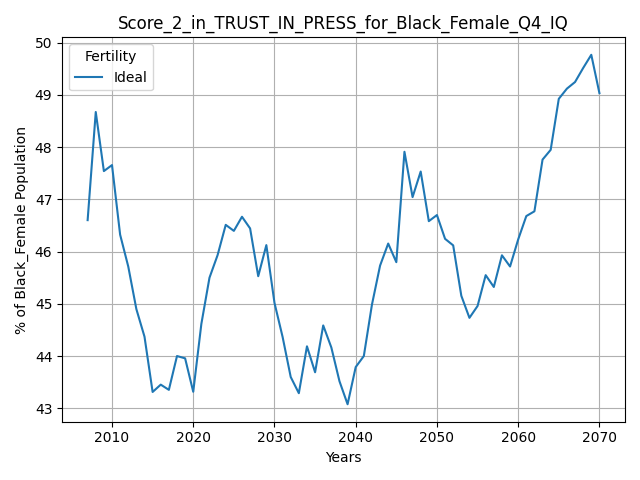 Score_2_in_TRUST_IN_PRESS_for_Black_Female_Q4_IQ
Fertility
Ideal
% of Black_Female Population
50
49
48
47
46
45
44
43
2010 2020 2030 2040 2050 2060 2070
Years